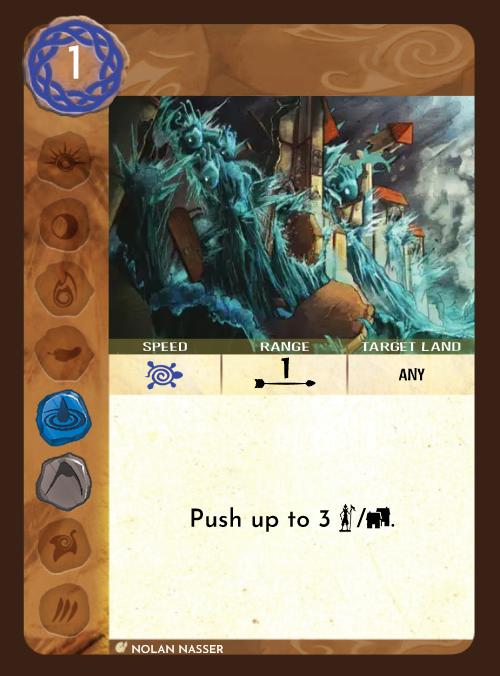 1
SPEED RANGE TARGET LAND
1 ANY
Push up to 3 /.
NOLAN NASSER